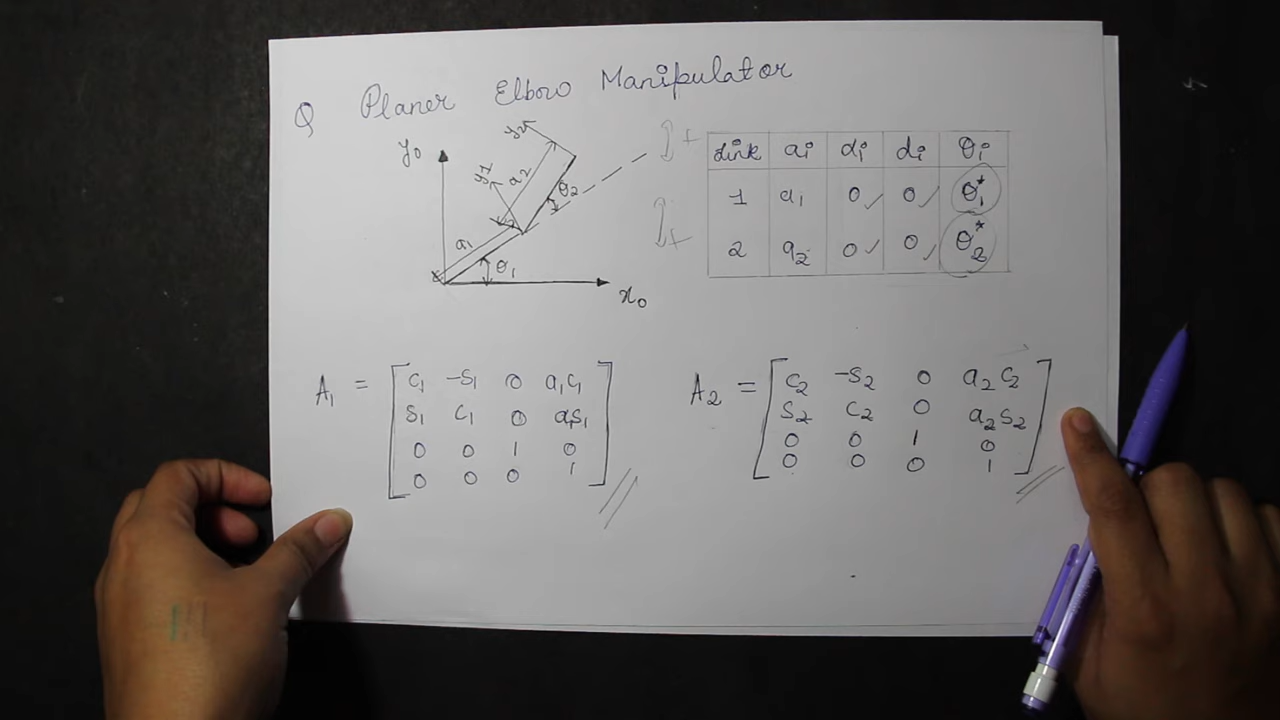 Q Planer Elbow Manipulator
y₀
y₂
y₁
a₂
θ₂
a₁
θ₁
x₀
Link aᵢ αᵢ dᵢ θᵢ
1 a₁ 0 ✓ 0 ✓ θ₁*
2 a₂ 0 ✓ 0 ✓ θ₂*
A₁ =
C₁ -S₁ 0 a₁C₁
S₁ C₁ 0 a₁S₁
0 0 1 0
0 0 0 1
A₂ =
C₂ -S₂ 0 a₂C₂
S₂ C₂ 0 a₂S₂
0 0 1 0
0 0 0 1